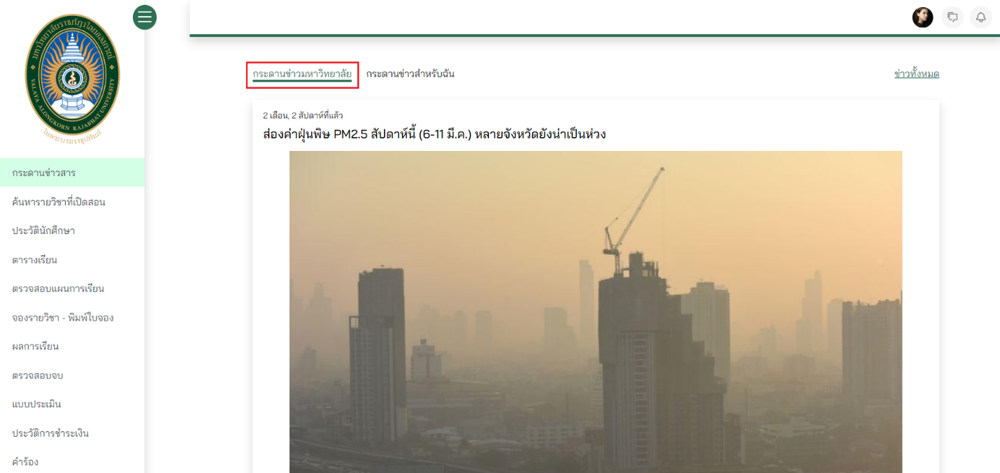 มหาวิทยาลัยราชภัฏวไลยอลงกรณ์
VALAYA ALONGKORN RAJABHAT UNIVERSITY
ในพระบรมราชูปถัมภ์
กระดานข่าวสาร
ค้นหารายวิชาที่เปิดสอน
ประวัตินักศึกษา
ตารางเรียน
ตรวจสอบแผนการเรียน
จองรายวิชา - พิมพ์ใบจอง
ผลการเรียน
ตรวจสอบจบ
แบบประเมิน
ประวัติการชำระเงิน
คำร้อง
กระดานข่าวมหาวิทยาลัย กระดานข่าวสำหรับฉัน ข่าวทั้งหมด
2 เดือน, 2 สัปดาห์ที่แล้ว
ส่องค่าฝุ่นพิษ PM2.5 สัปดาห์นี้ (6-11 มี.ค.) หลายจังหวัดยังน่าเป็นห่วง